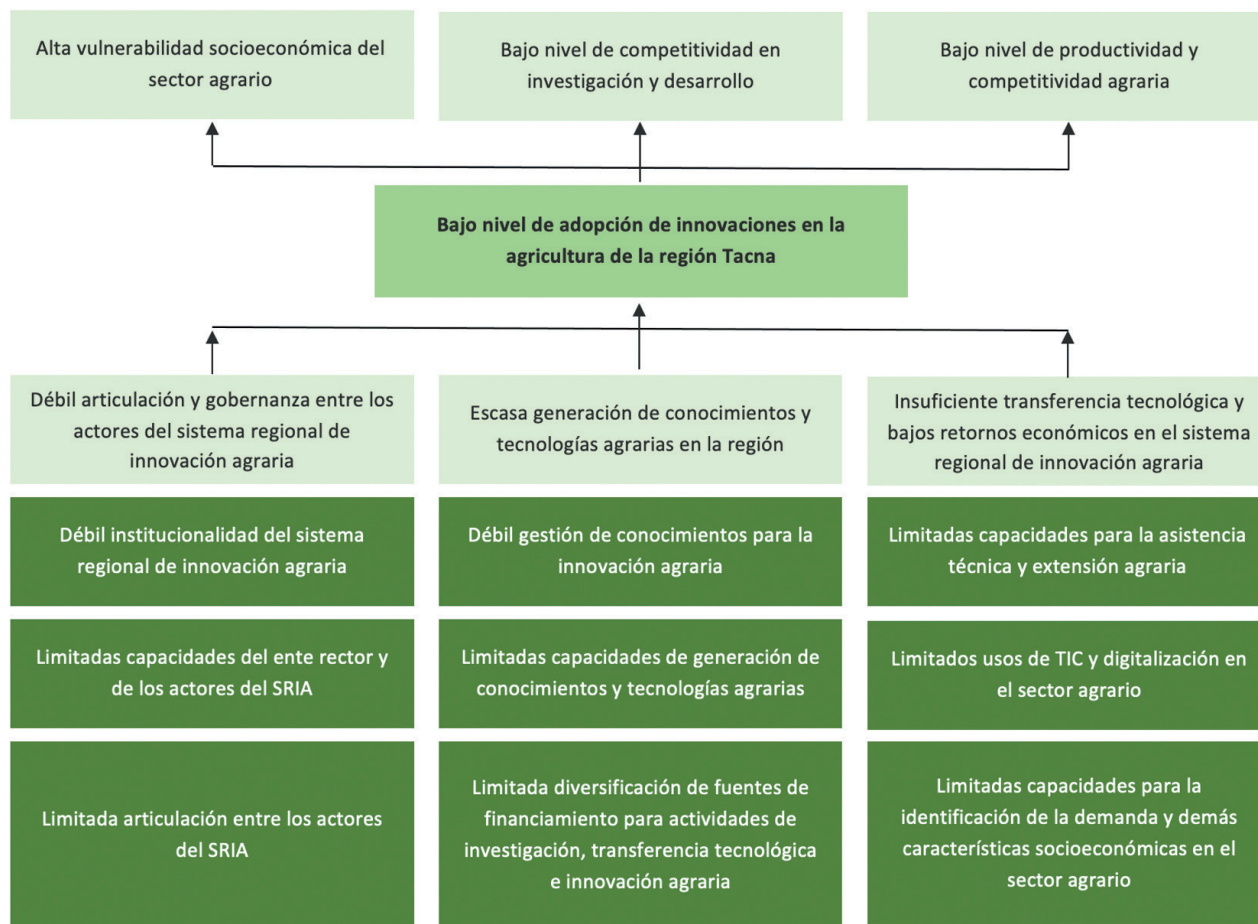 Alta vulnerabilidad socioeconómica del
sector agrario
Bajo nivel de competitividad en
investigación y desarrollo
Bajo nivel de productividad y
competitividad agraria
Bajo nivel de adopción de innovaciones en la
agricultura de la región Tacna
Débil articulación y gobernanza entre los
actores del sistema regional de
innovación agraria
Escasa generación de conocimientos y
tecnologías agrarias en la región
Insuficiente transferencia tecnológica y
bajos retornos económicos en el sistema
regional de innovación agraria
Débil institucionalidad del sistema
regional de innovación agraria
Débil gestión de conocimientos para la
innovación agraria
Limitadas capacidades para la asistencia
técnica y extensión agraria
Limitadas capacidades del ente rector y
de los actores del SRIA
Limitadas capacidades de generación de
conocimientos y tecnologías agrarias
Limitados usos de TIC y digitalización en
el sector agrario
Limitada articulación entre los actores
del SRIA
Limitada diversificación de fuentes de
financiamiento para actividades de
investigación, transferencia tecnológica
e innovación agraria
Limitadas capacidades para la
identificación de la demanda y demás
características socioeconómicas en el
sector agrario